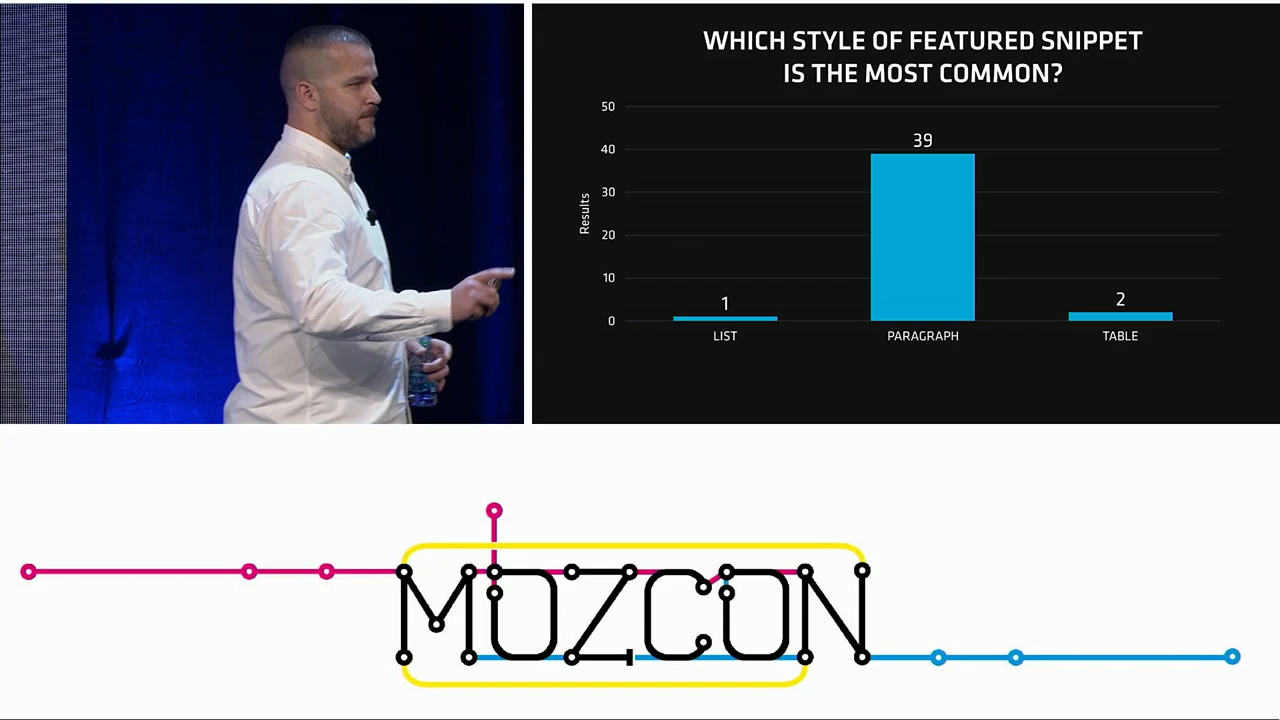 WHICH STYLE OF FEATURED SNIPPET
IS THE MOST COMMON?
50
40
30
20
10
0
Results
1
39
2
LIST
PARAGRAPH
TABLE
MOZCON